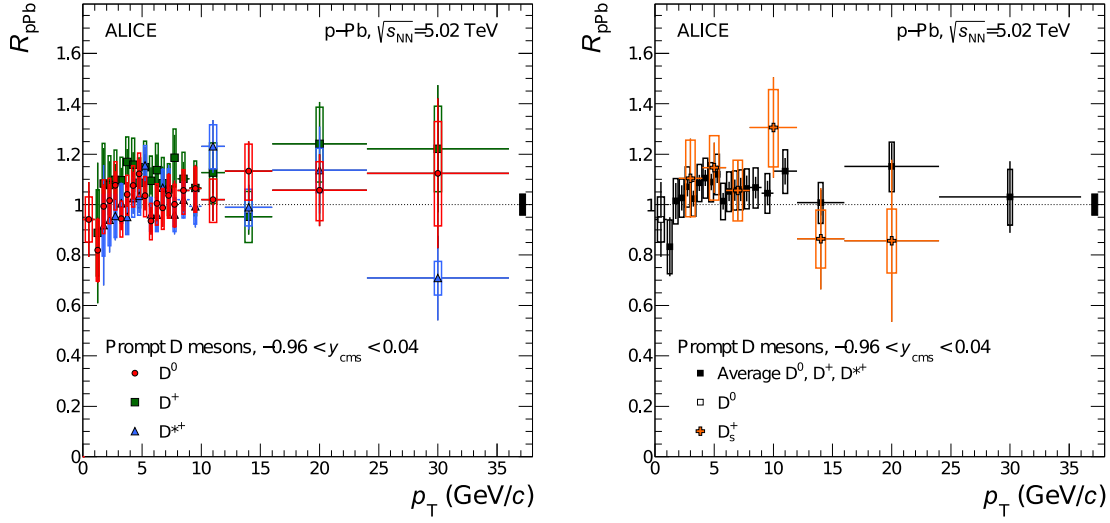 R_pPb
ALICE
p−Pb, √s_NN=5.02 TeV
1.6
1.4
1.2
1
0.8
0.6
0.4
0.2
0
Prompt D mesons, −0.96 < y_cms < 0.04
D^0
D^+
D^*+
0 5 10 15 20 25 30 35
p_T (GeV/c)
R_pPb
ALICE
p−Pb, √s_NN=5.02 TeV
1.6
1.4
1.2
1
0.8
0.6
0.4
0.2
0
Prompt D mesons, −0.96 < y_cms < 0.04
Average D^0, D^+, D^*+
D^0
D_s^+
0 5 10 15 20 25 30 35
p_T (GeV/c)